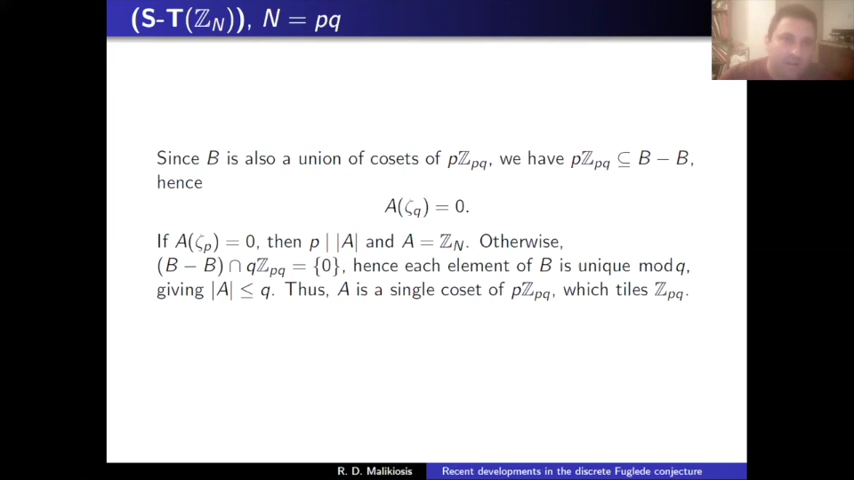 (S-T(ℤ_N)), N = pq
Since B is also a union of cosets of pℤ_pq, we have pℤ_pq ⊆ B − B,
hence
A(ζ_q) = 0.
If A(ζ_p) = 0, then p | |A| and A = ℤ_N. Otherwise,
(B − B) ∩ qℤ_pq = {0}, hence each element of B is unique mod q,
giving |A| ≤ q. Thus, A is a single coset of pℤ_pq, which tiles ℤ_pq.
R. D. Malikiosis
Recent developments in the discrete Fuglede conjecture